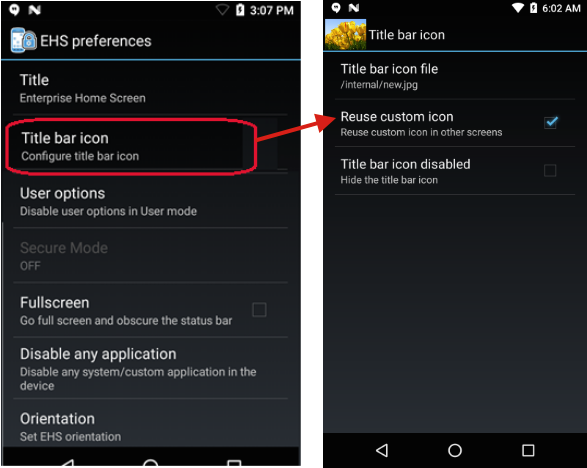 3:07 PM
EHS preferences
Title
Enterprise Home Screen
Title bar icon
Configure title bar icon
User options
Disable user options in User mode
Secure Mode
OFF
Fullscreen
Go full screen and obscure the status bar
Disable any application
Disable any system/custom application in the
device
Orientation
Set EHS orientation
6:02 AM
Title bar icon
Title bar icon file
/internal/new.jpg
Reuse custom icon
Reuse custom icon in other screens
Title bar icon disabled
Hide the title bar icon